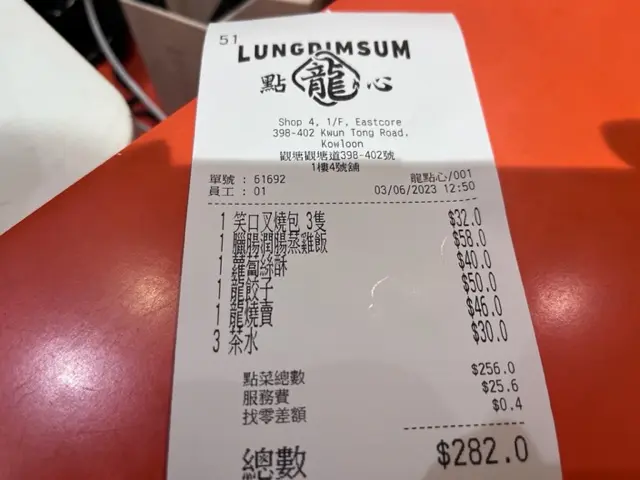 51
LUNGDIMSUM
點龍心
Shop 4, 1/F, Eastcore
398-402 Kwun Tong Road,
Kowloon
觀塘觀塘道398-402號
1樓4號舖
單號 : 61692 龍點心/001
員工 : 01 03/06/2023 12:50
1 笑口叉燒包 3隻 $32.0
1 臘腸潤腸蒸雞飯 $58.0
1 蘿蔔絲酥 $40.0
1 龍餃子 $50.0
1 龍燒賣 $46.0
3 茶水 $30.0
點菜總數 $256.0
服務費 $25.6
找零差額 $0.4
總數 $282.0